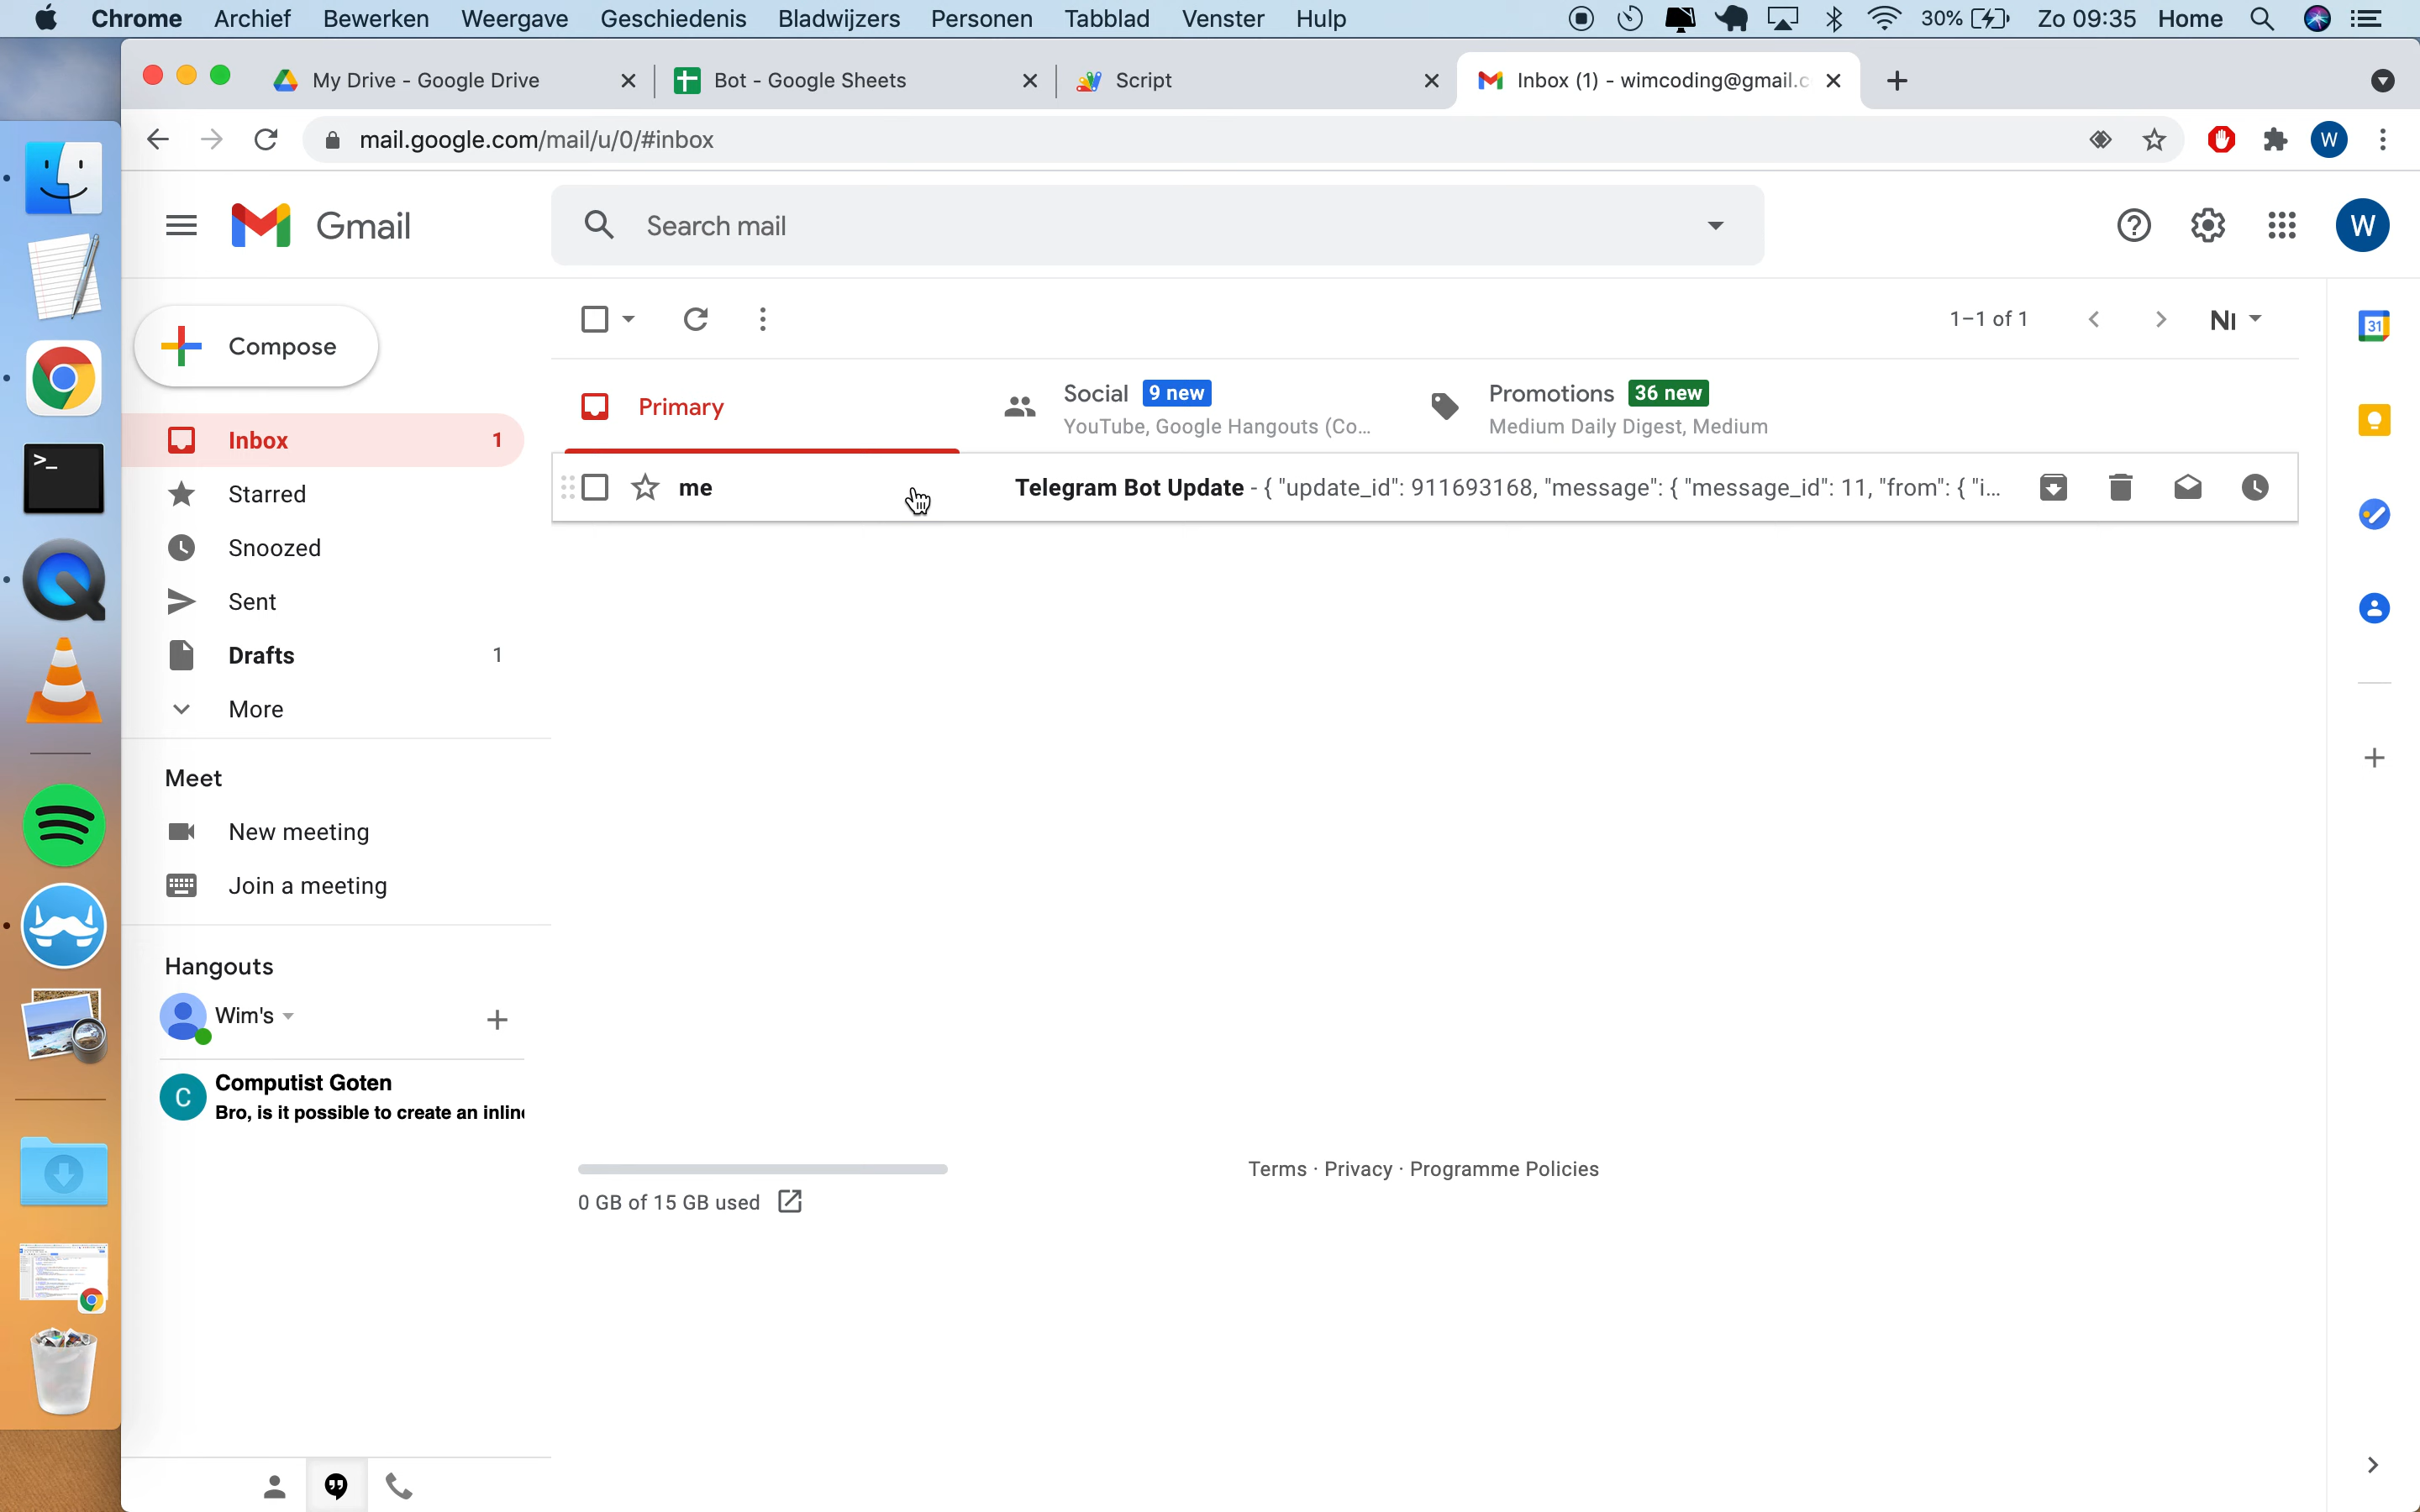 Chrome Archief Bewerken Weergave Geschiedenis Bladwijzers Personen Tabblad Venster Hulp 30% Zo 09:35 Home
My Drive - Google Drive Bot - Google Sheets Script Inbox (1) - wimcoding@gmail.c
mail.google.com/mail/u/0/#inbox W
Gmail Search mail W
Compose 1–1 of 1
31
Primary Social 9 new Promotions 36 new
YouTube, Google Hangouts (Co... Medium Daily Digest, Medium
Inbox 1
me Telegram Bot Update - { "update_id": 911693168, "message": { "message_id": 11, "from": { "i...
Starred
Snoozed
Sent
Drafts 1
More
Meet
New meeting
Join a meeting
Hangouts
Wim's
C Computist Goten
Bro, is it possible to create an inlin
Terms · Privacy · Programme Policies
0 GB of 15 GB used